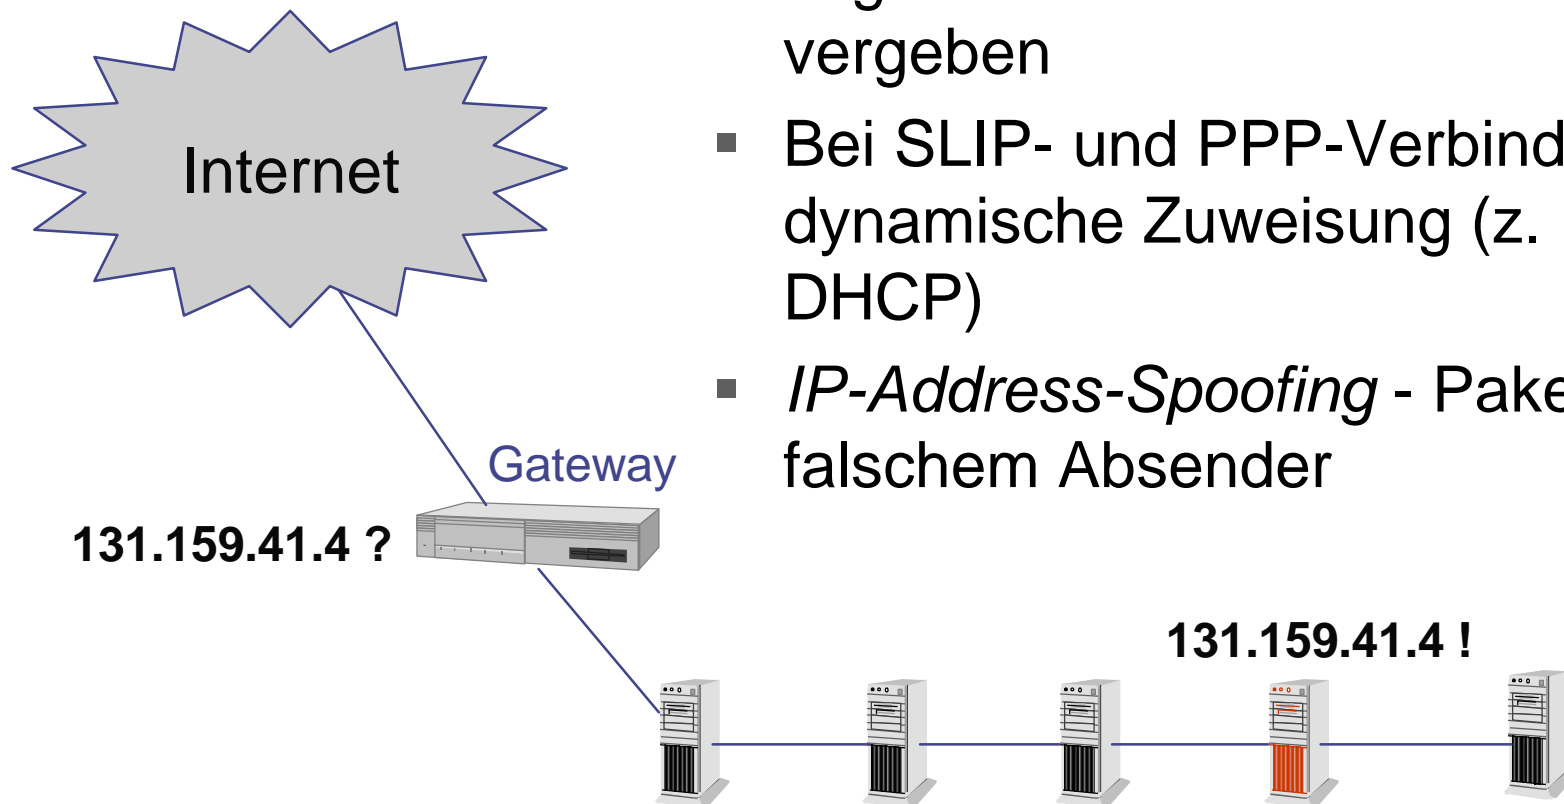 vergeben
Bei SLIP- und PPP-Verbind
dynamische Zuweisung (z.
DHCP)
IP-Address-Spoofing - Pake
falschem Absender
Internet
Gateway
131.159.41.4 ?
131.159.41.4 !